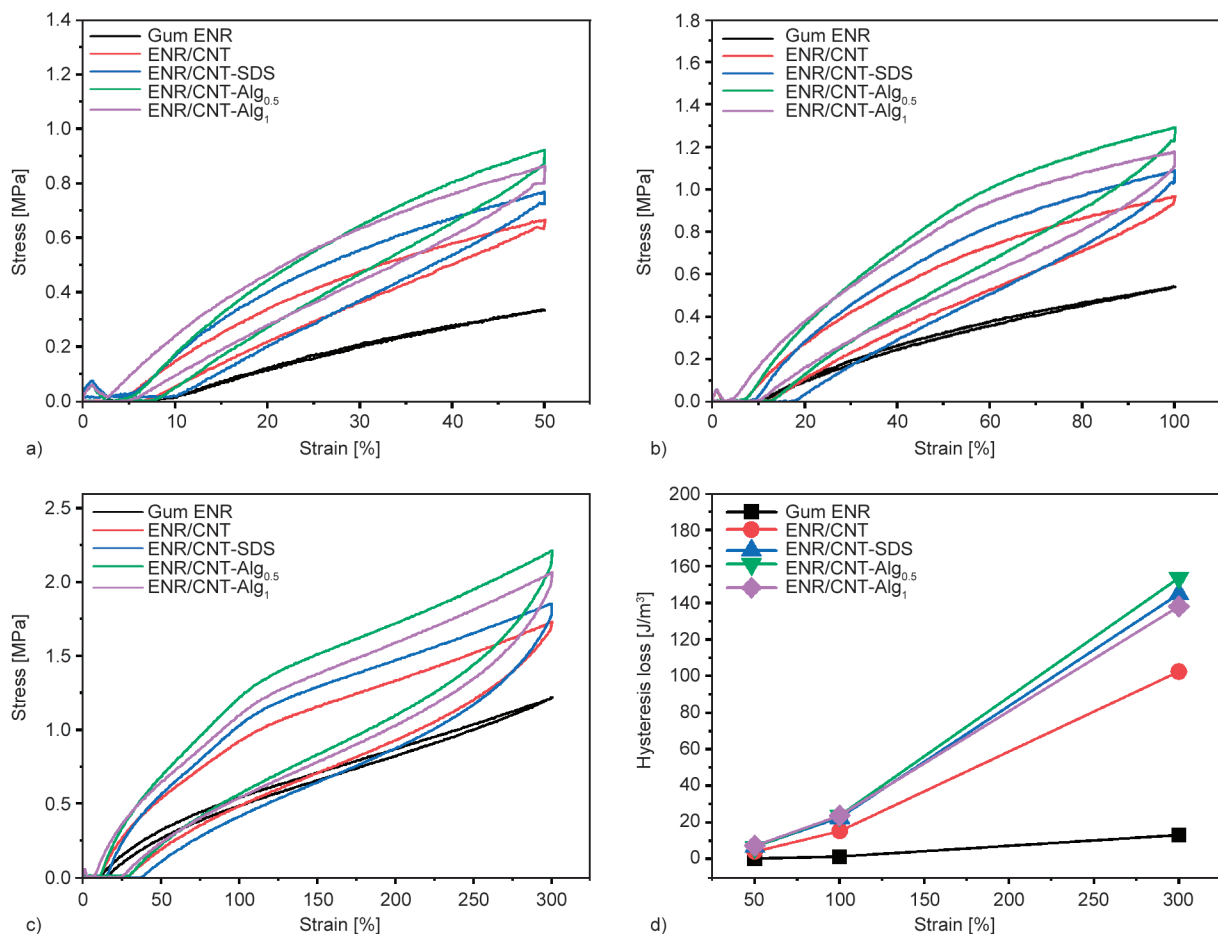 1.4
1.2
1.0
0.8
0.6
0.4
0.2
0.0
Stress [MPa]
Gum ENR
ENR/CNT
ENR/CNT-SDS
ENR/CNT-Alg0.5
ENR/CNT-Alg1
0 10 20 30 40 50
Strain [%]
a)
1.8
1.6
1.4
1.2
1.0
0.8
0.6
0.4
0.2
0.0
Stress [MPa]
Gum ENR
ENR/CNT
ENR/CNT-SDS
ENR/CNT-Alg0.5
ENR/CNT-Alg1
0 20 40 60 80 100
Strain [%]
b)
2.5
2.0
1.5
1.0
0.5
0.0
Stress [MPa]
Gum ENR
ENR/CNT
ENR/CNT-SDS
ENR/CNT-Alg0.5
ENR/CNT-Alg1
0 50 100 150 200 250 300
Strain [%]
c)
200
180
160
140
120
100
80
60
40
20
0
Hysteresis loss [J/m³]
Gum ENR
ENR/CNT
ENR/CNT-SDS
ENR/CNT-Alg0.5
ENR/CNT-Alg1
50 100 150 200 250 300
Strain [%]
d)